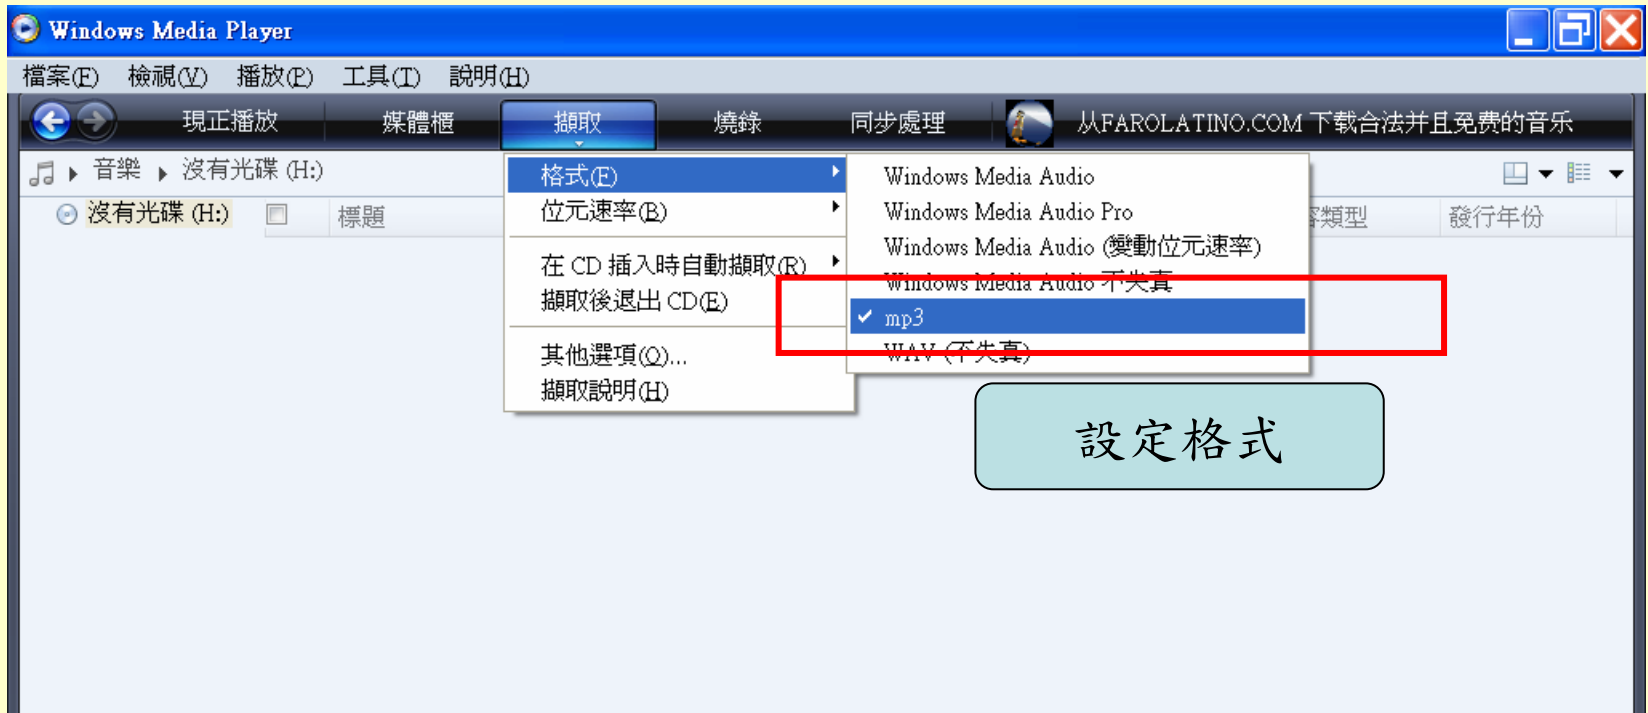 Windows Media Player
檔案(F) 檢視(V) 播放(P) 工具(T) 說明(H)
現正播放 媒體櫃 擷取 燒錄 同步處理 从FAROLATINO.COM 下载合法并且免费的音乐
音樂 沒有光碟 (H:)
沒有光碟 (H:) 標題 類型 發行年份
格式(F)
位元速率(B)
在 CD 插入時自動擷取(R)
擷取後退出 CD(E)
其他選項(O)...
擷取說明(H)
Windows Media Audio
Windows Media Audio Pro
Windows Media Audio (變動位元速率)
Windows Media Audio 不失真
mp3
WAV (不失真)
設定格式